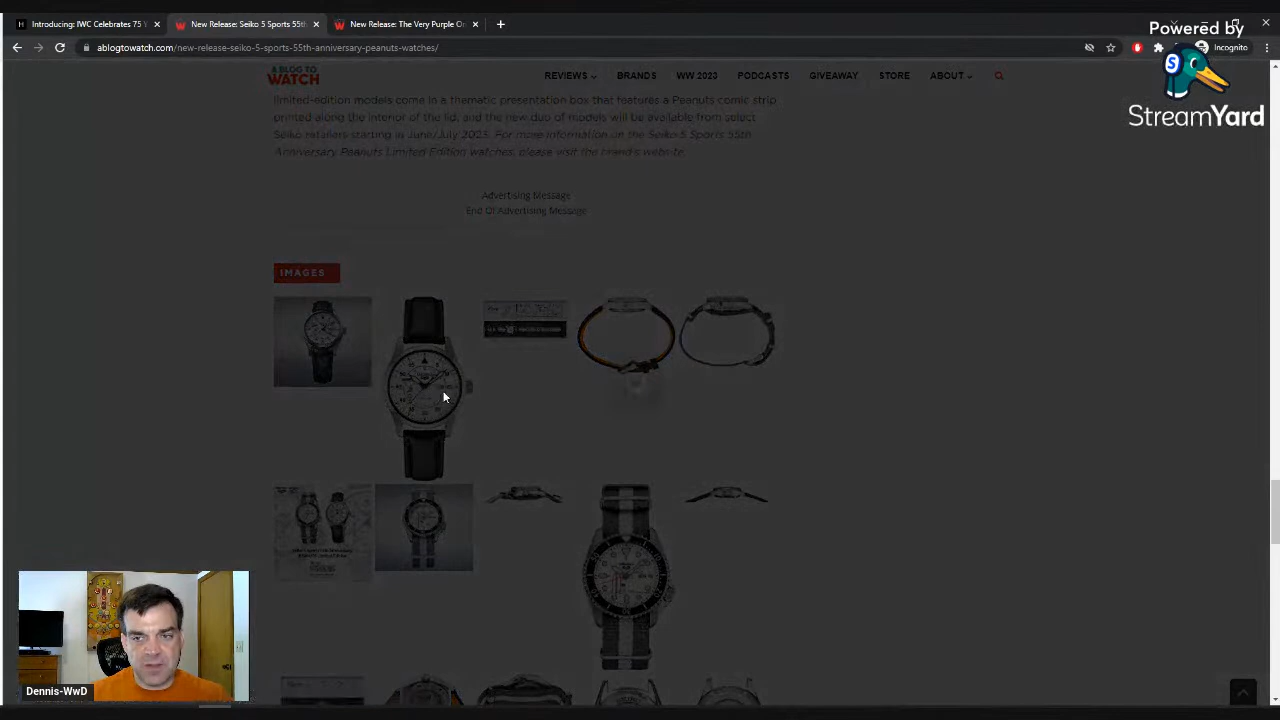 Introducing: IWC Celebrates 75 Y
New Release: Seiko 5 Sports 55th
New Release: The Very Purple On
Powered by
ablogtowatch.com/new-release-seiko-5-sports-55th-anniversary-peanuts-watches/
Incognito
A BLOG TO
WATCH
REVIEWS
BRANDS
WW 2023
PODCASTS
GIVEAWAY
STORE
ABOUT
StreamYard
limited-edition models come in a thematic presentation box that features a Peanuts comic strip
printed along the interior of the lid, and the new duo of models will be available from select
Seiko retailers starting in June/July 2023. For more information on the Seiko 5 Sports 55th
Anniversary Peanuts Limited Edition watches, please visit the brand's website.
Advertising Message
End Of Advertising Message
IMAGES
Dennis-WwD